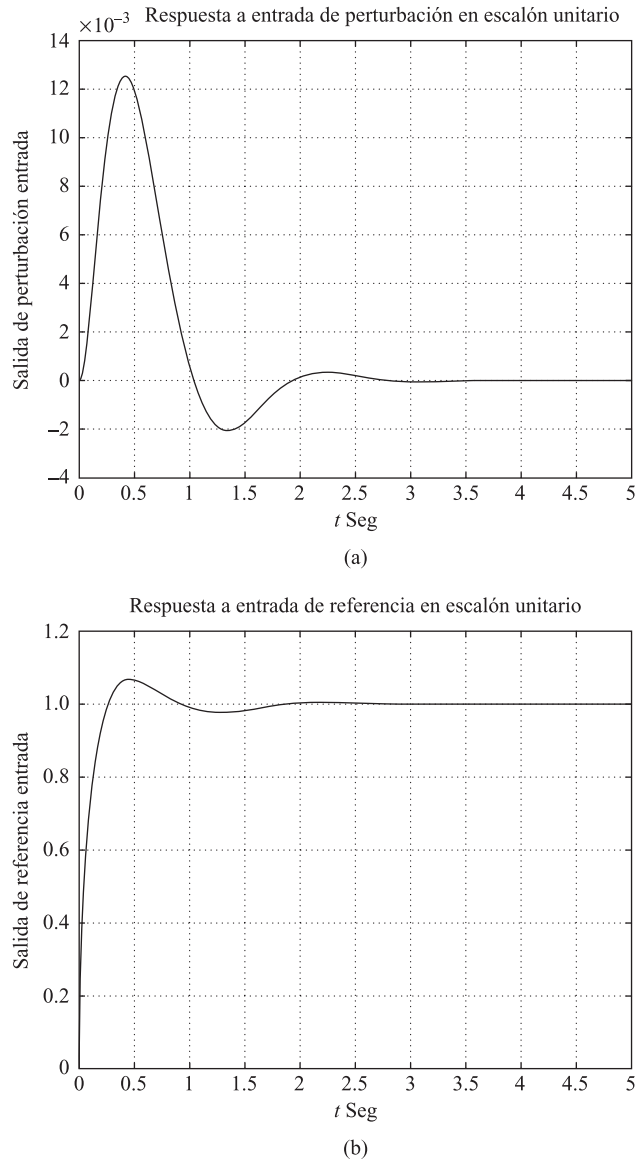 ×10–3
Respuesta a entrada de perturbación en escalón unitario
14
12
10
8
6
4
2
0
–2
–4
Salida de perturbación entrada
0 0.5 1 1.5 2 2.5 3 3.5 4 4.5 5
t Seg
(a)
Respuesta a entrada de referencia en escalón unitario
1.2
1.0
0.8
0.6
0.4
0.2
0
Salida de referencia entrada
0 0.5 1 1.5 2 2.5 3 3.5 4 4.5 5
t Seg
(b)